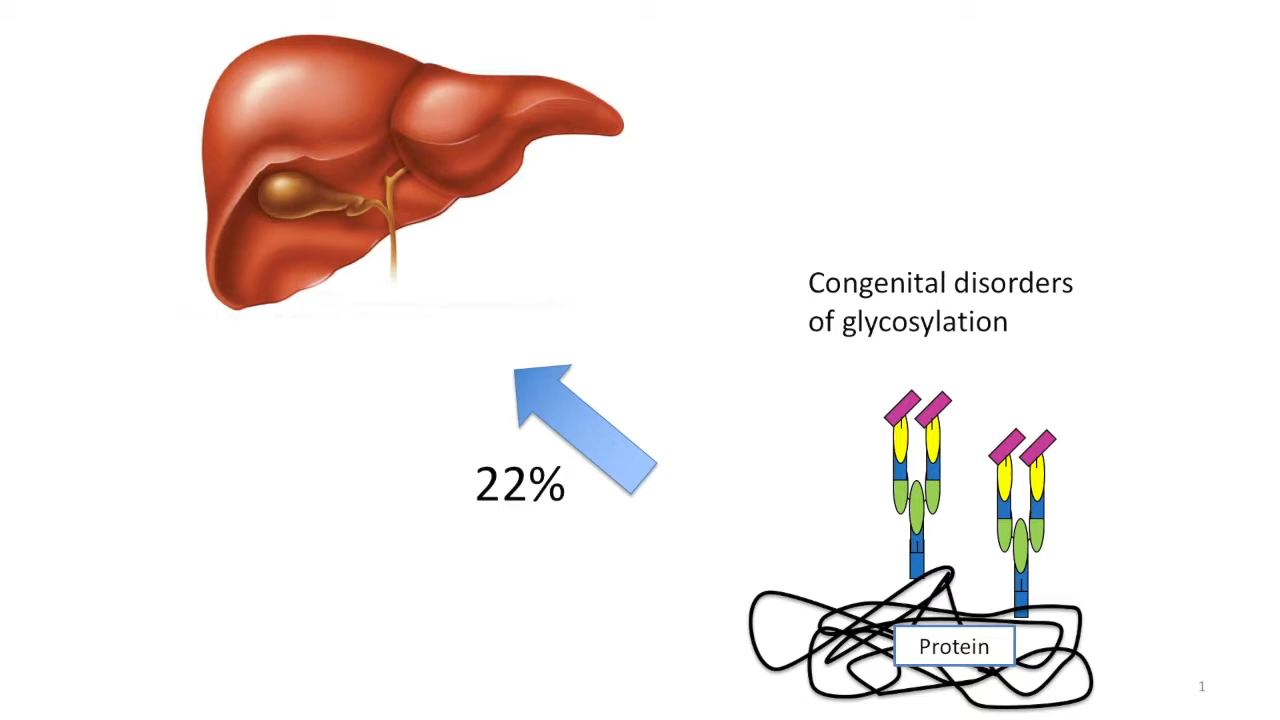 Congenital disorders
of glycosylation
22%
Protein
1